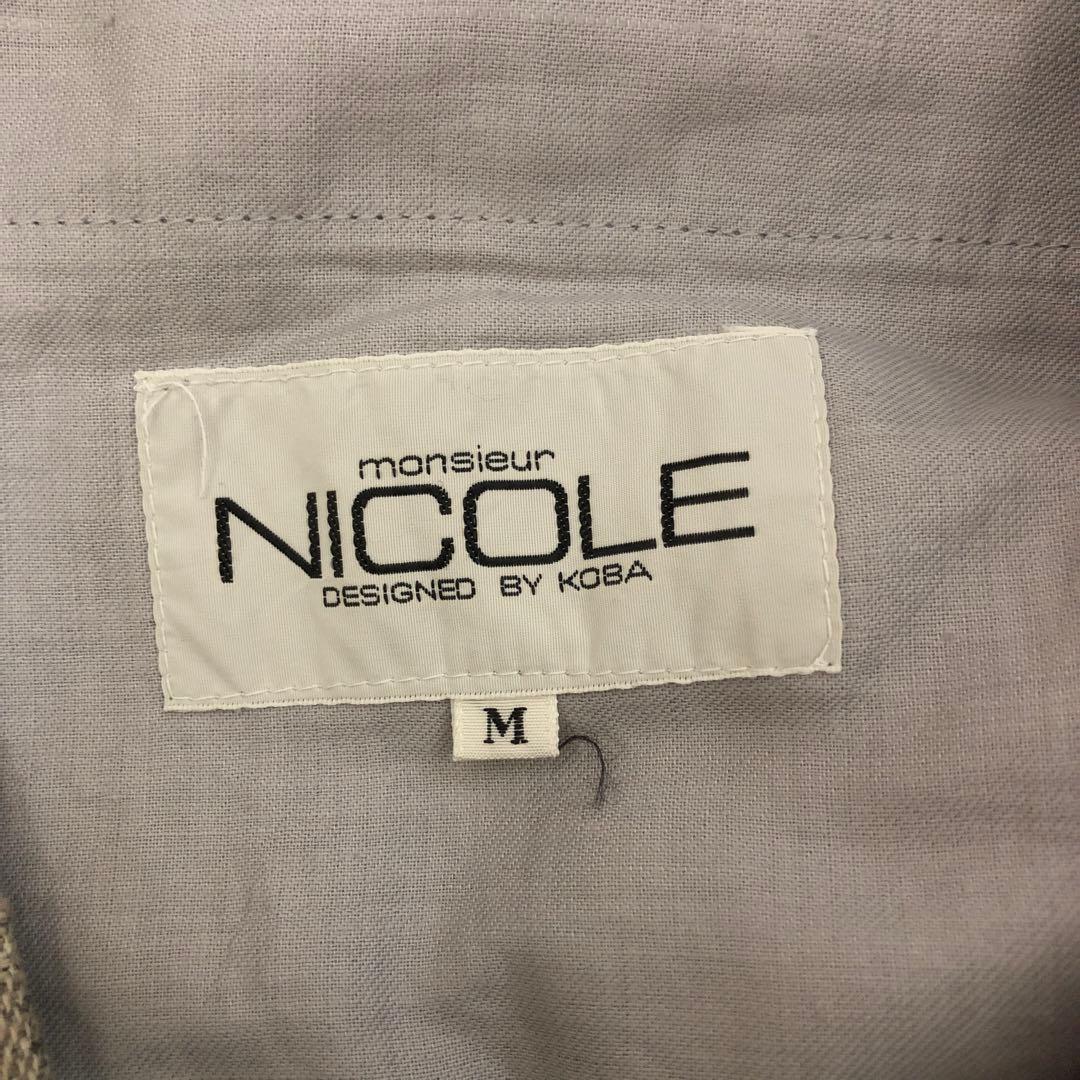 monsieur
NICOLE
DESIGNED BY KOBA
M